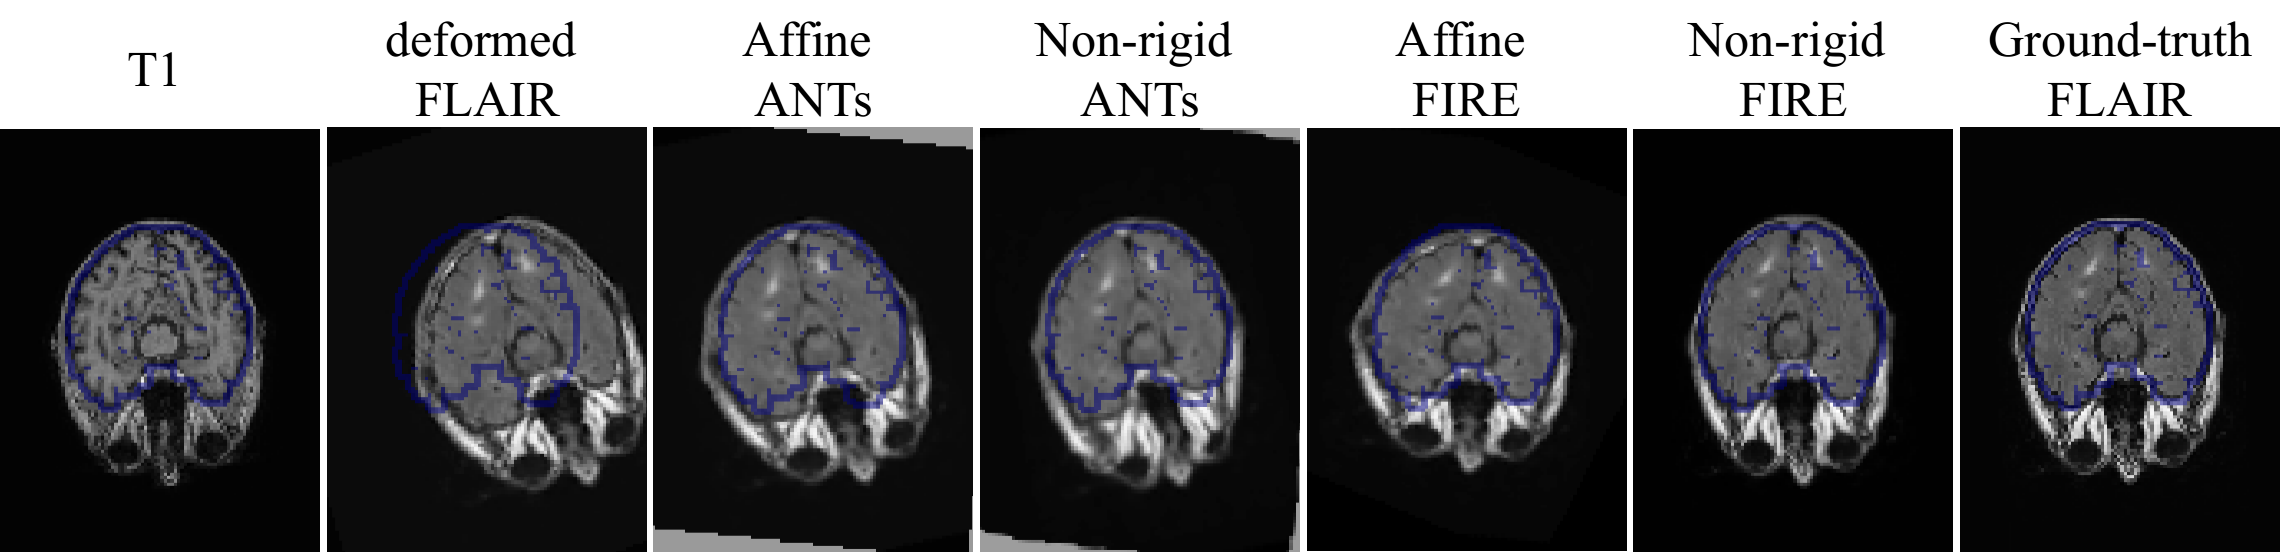 T1
deformed
FLAIR
Affine
ANTs
Non-rigid
ANTs
Affine
FIRE
Non-rigid
FIRE
Ground-truth
FLAIR